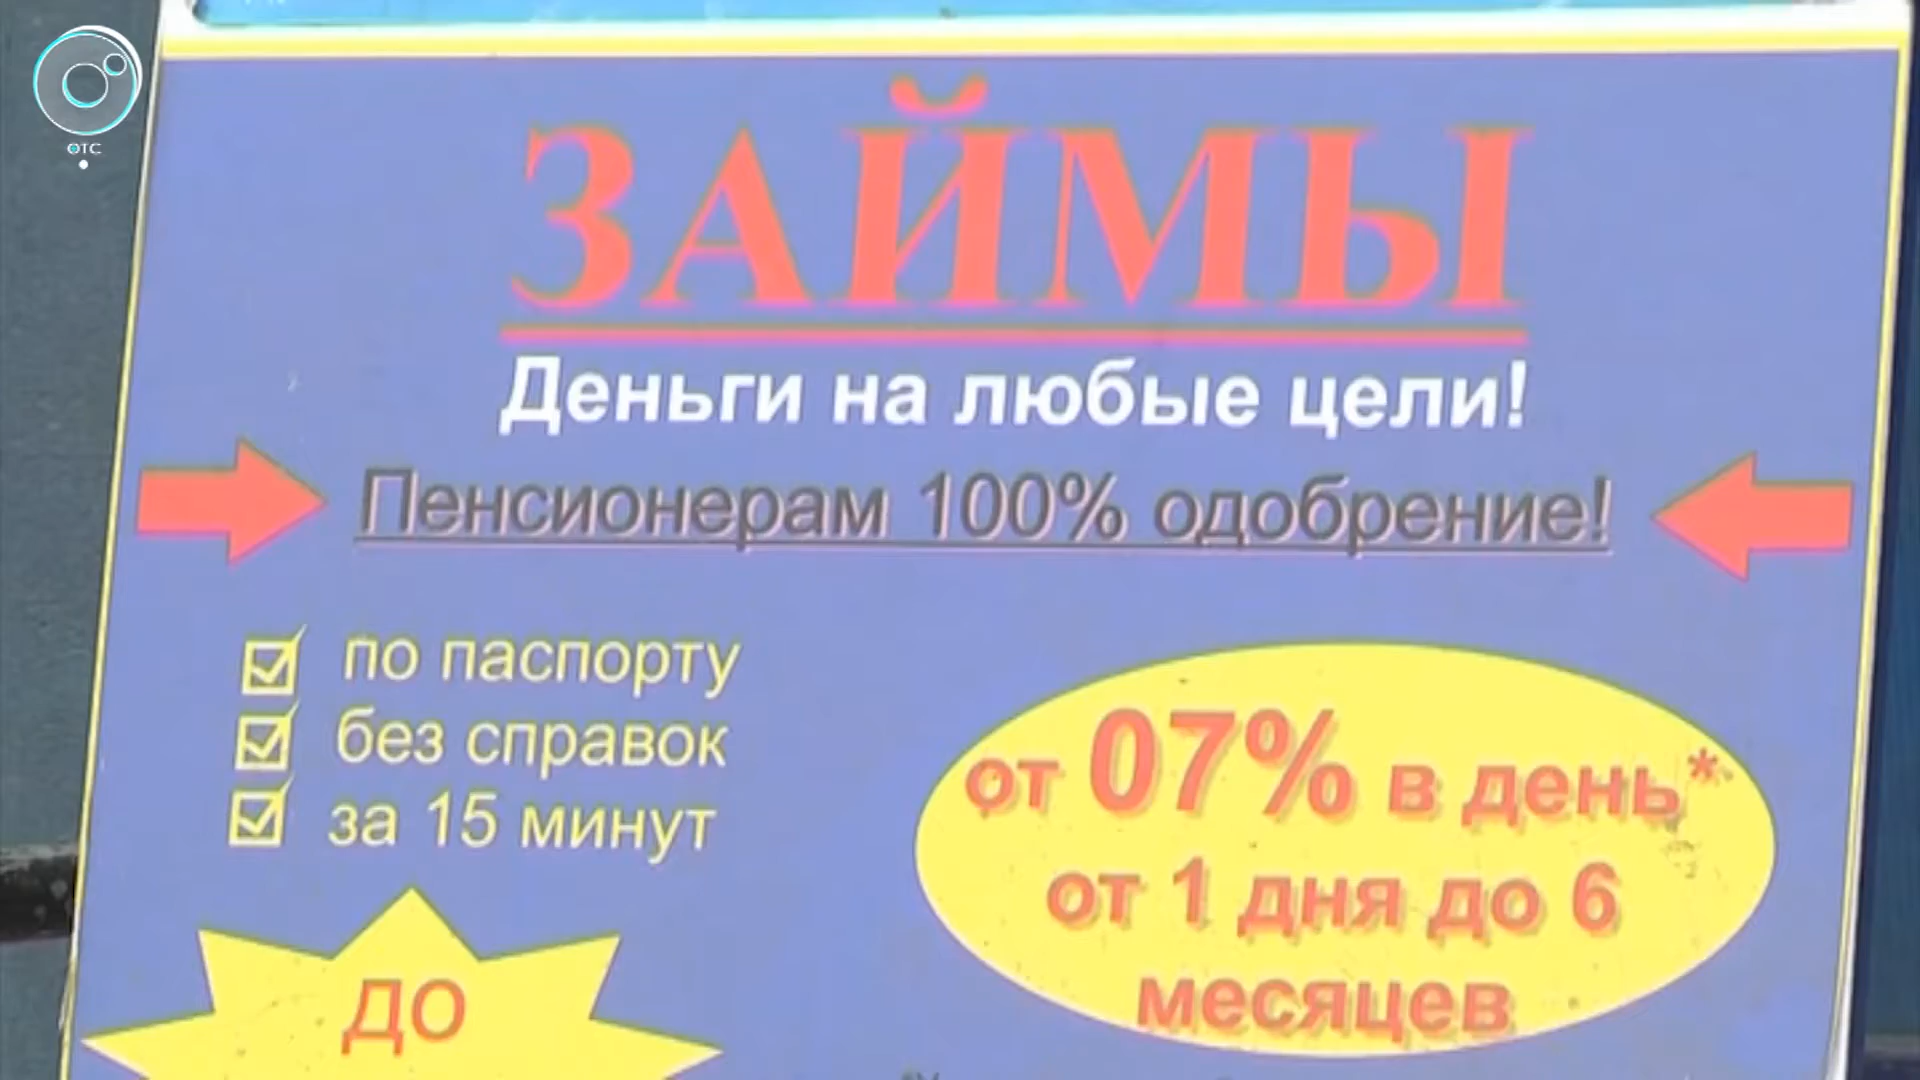 ОТС
ЗАЙМЫ
Деньги на любые цели!
Пенсионерам 100% одобрение!
по паспорту
без справок
за 15 минут
от 07% в день*
от 1 дня до 6
месяцев
ДО